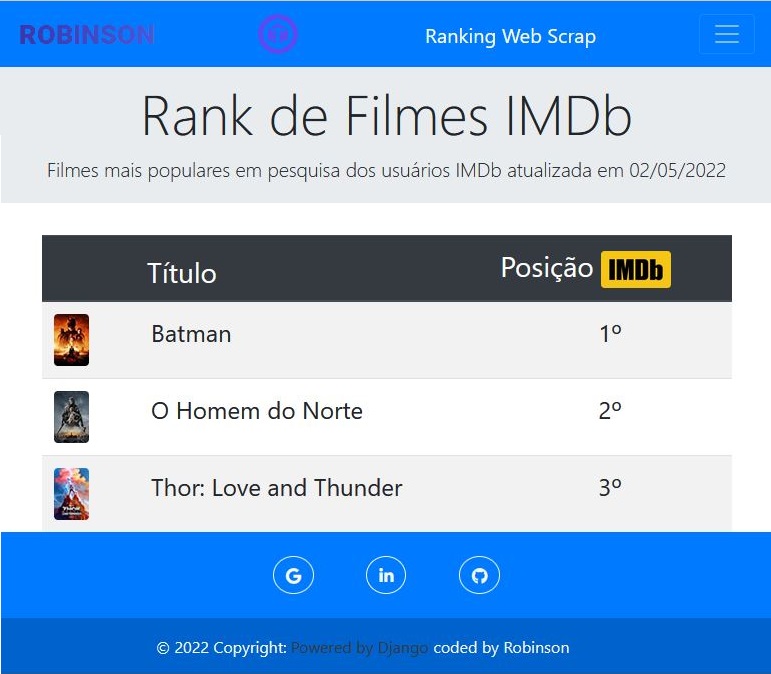 ROBINSON
Ranking Web Scrap
Rank de Filmes IMDb
Filmes mais populares em pesquisa dos usuários IMDb atualizada em 02/05/2022
Título Posição IMDb
Batman 1º
O Homem do Norte 2º
Thor: Love and Thunder 3º
G in
© 2022 Copyright: Powered by Django coded by Robinson